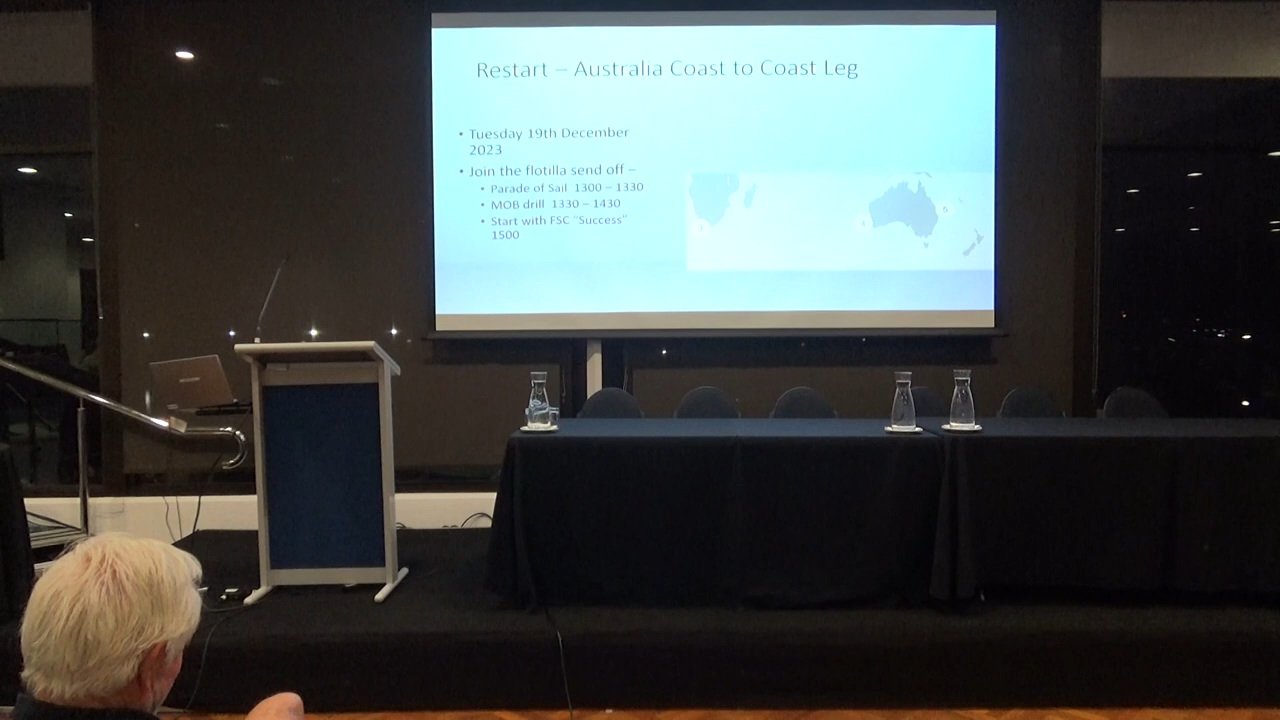 Restart – Australia Coast to Coast Leg
• Tuesday 19th December
2023
• Join the flotilla send off –
• Parade of Sail 1300 – 1330
• MOB drill 1330 – 1430
• Start with FSC "Success"
1500